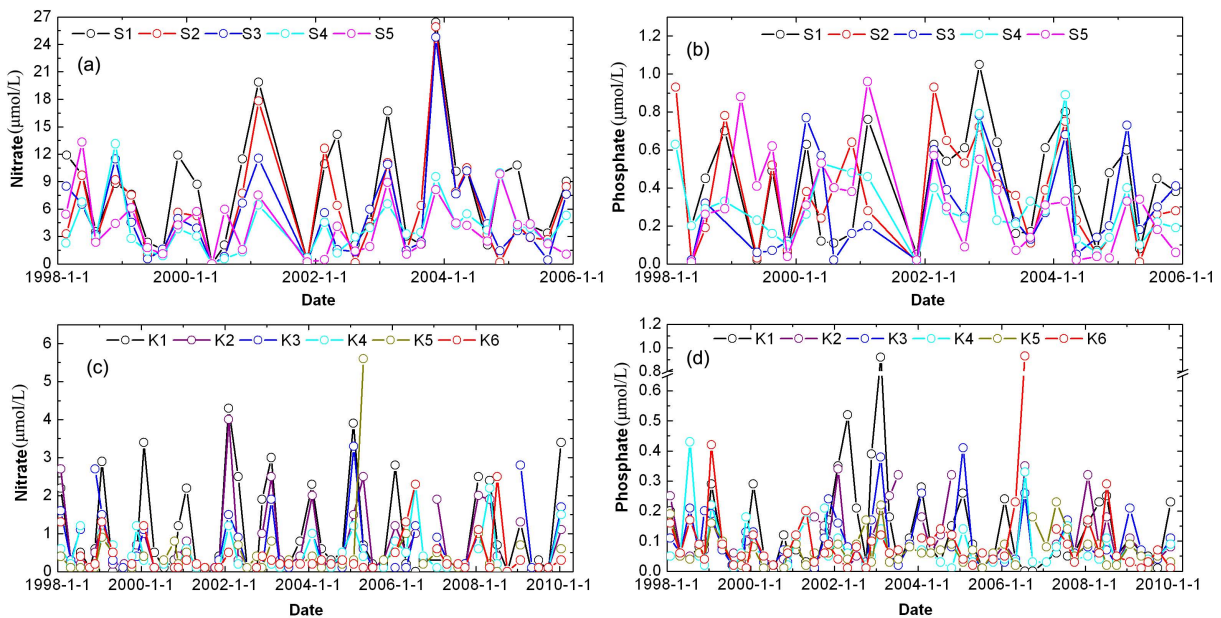 27
24
21
18
15
12
9
6
3
0
Nitrate(μmol/L)
S1 S2 S3 S4 S5
(a)
1998-1-1 2000-1-1 2002-1-1 2004-1-1 2006-1-1
Date
1.2
1.0
0.8
0.6
0.4
0.2
0.0
Phosphate(μmol/L)
S1 S2 S3 S4 S5
(b)
1998-1-1 2000-1-1 2002-1-1 2004-1-1 2006-1-1
Date
6
5
4
3
2
1
0
Nitrate(μmol/L)
K1 K2 K3 K4 K5 K6
(c)
1998-1-1 2000-1-1 2002-1-1 2004-1-1 2006-1-1 2008-1-1 2010-1-1
Date
1.2
1.1
1.0
0.9
0.8
0.6
0.5
0.4
0.3
0.2
0.1
0.0
Phosphate(μmol/L)
K1 K2 K3 K4 K5 K6
(d)
1998-1-1 2000-1-1 2002-1-1 2004-1-1 2006-1-1 2008-1-1 2010-1-1
Date